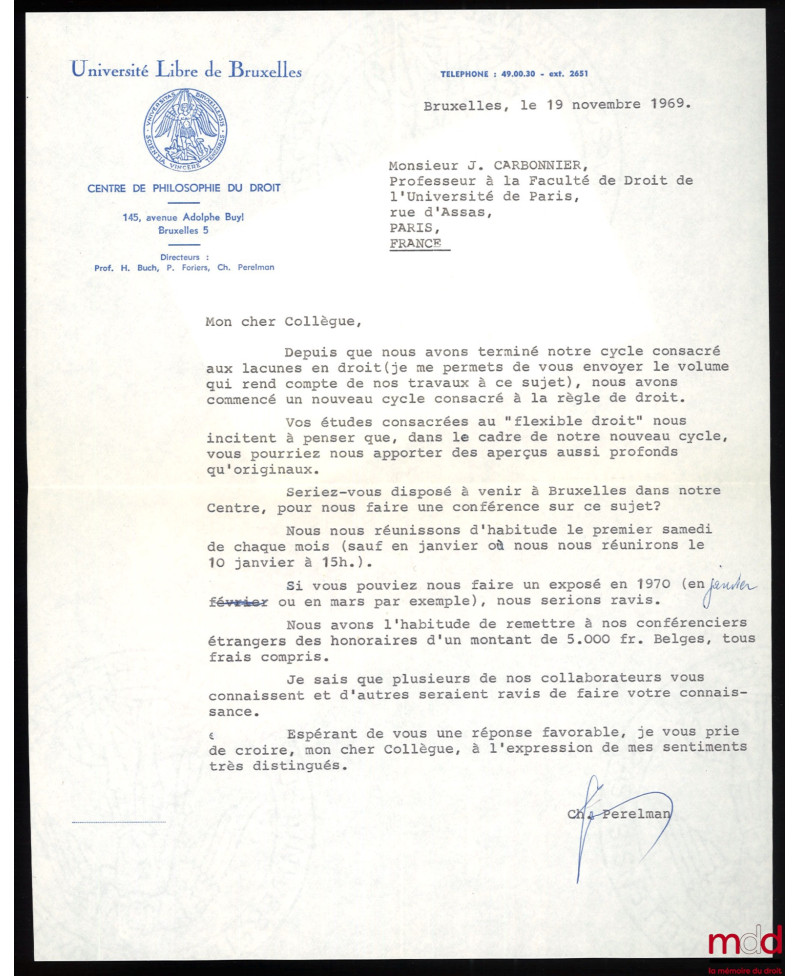 Université Libre de Bruxelles
TELEPHONE : 49.00.30 - ext. 2651
Bruxelles, le 19 novembre 1969.
UNIVERSITAS BRUXELLENSIS
SCIENTIA VINCERE TENEBRAS
CENTRE DE PHILOSOPHIE DU DROIT
145, avenue Adolphe Buyl
Bruxelles 5
Directeurs :
Prof. H. Buch, P. Foriers, Ch. Perelman
Monsieur J. CARBONNIER,
Professeur à la Faculté de Droit de
l'Université de Paris,
rue d'Assas,
PARIS,
FRANCE
Mon cher Collègue,
Depuis que nous avons terminé notre cycle consacré
aux lacunes en droit(je me permets de vous envoyer le volume
qui rend compte de nos travaux à ce sujet), nous avons
commencé un nouveau cycle consacré à la règle de droit.
Vos études consacrées au "flexible droit" nous
incitent à penser que, dans le cadre de notre nouveau cycle,
vous pourriez nous apporter des aperçus aussi profonds
qu'originaux.
Seriez-vous disposé à venir à Bruxelles dans notre
Centre, pour nous faire une conférence sur ce sujet?
Nous nous réunissons d'habitude le premier samedi
de chaque mois (sauf en janvier où nous nous réunirons le
10 janvier à 15h.).
Si vous pouviez nous faire un exposé en 1970 (en janvier
février ou en mars par exemple), nous serions ravis.
Nous avons l'habitude de remettre à nos conférenciers
étrangers des honoraires d'un montant de 5.000 fr. Belges, tous
frais compris.
Je sais que plusieurs de nos collaborateurs vous
connaissent et d'autres seraient ravis de faire votre connais-
sance.
Espérant de vous une réponse favorable, je vous prie
de croire, mon cher Collègue, à l'expression de mes sentiments
très distingués.
Ch. Perelman
mdd
la mémoire du droit